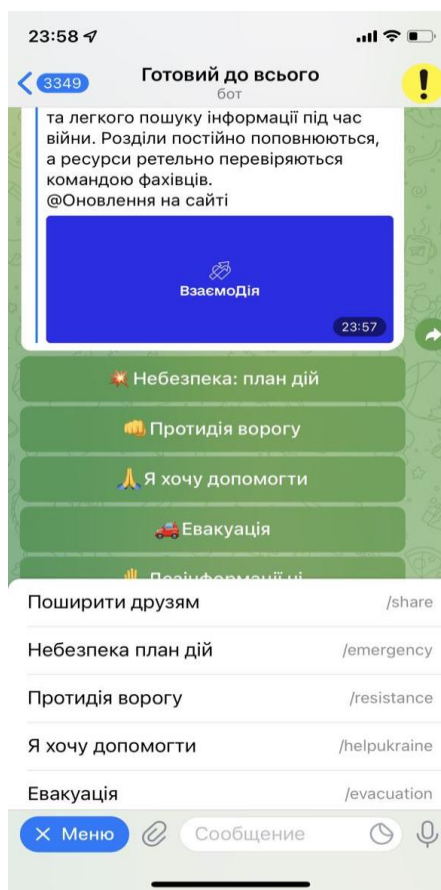 23:58
3349
Готовий до всього
бот
та легкого пошуку інформації під час
війни. Розділи постійно поповнюються,
а ресурси ретельно перевіряються
командою фахівців.
@Оновлення на сайті
ВзаємоДія
23:57
💥 Небезпека: план дій
👊 Протидія ворогу
🙏 Я хочу допомогти
🚗 Евакуація
Поширити друзям /share
Небезпека план дій /emergency
Протидія ворогу /resistance
Я хочу допомогти /helpukraine
Евакуація /evacuation
Меню
Сообщение